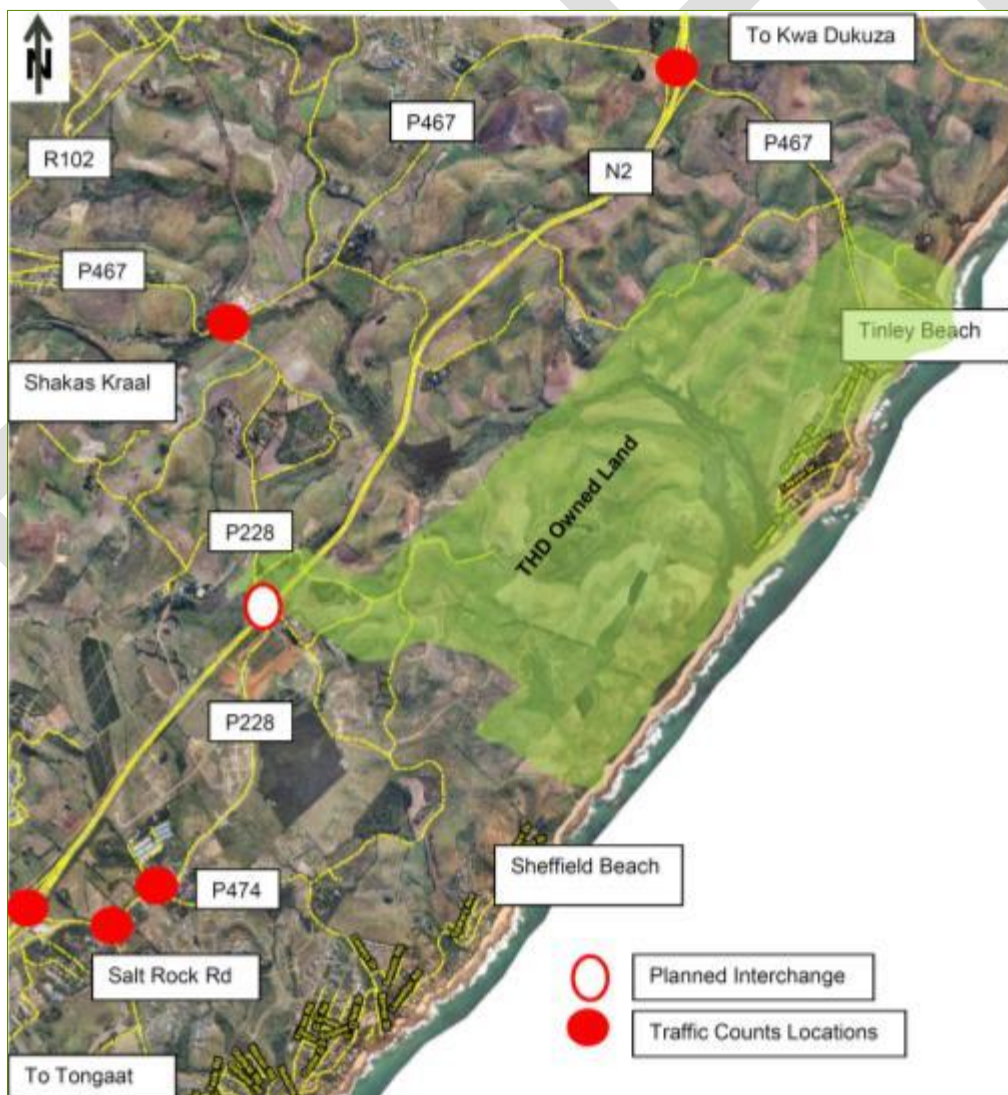 N
To Kwa Dukuza
P467
P467
R102
N2
P467
Tinley Beach
Shakas Kraal
THD Owned Land
P228
P228
Sheffield Beach
P474
Salt Rock Rd
Planned Interchange
Traffic Counts Locations
To Tongaat